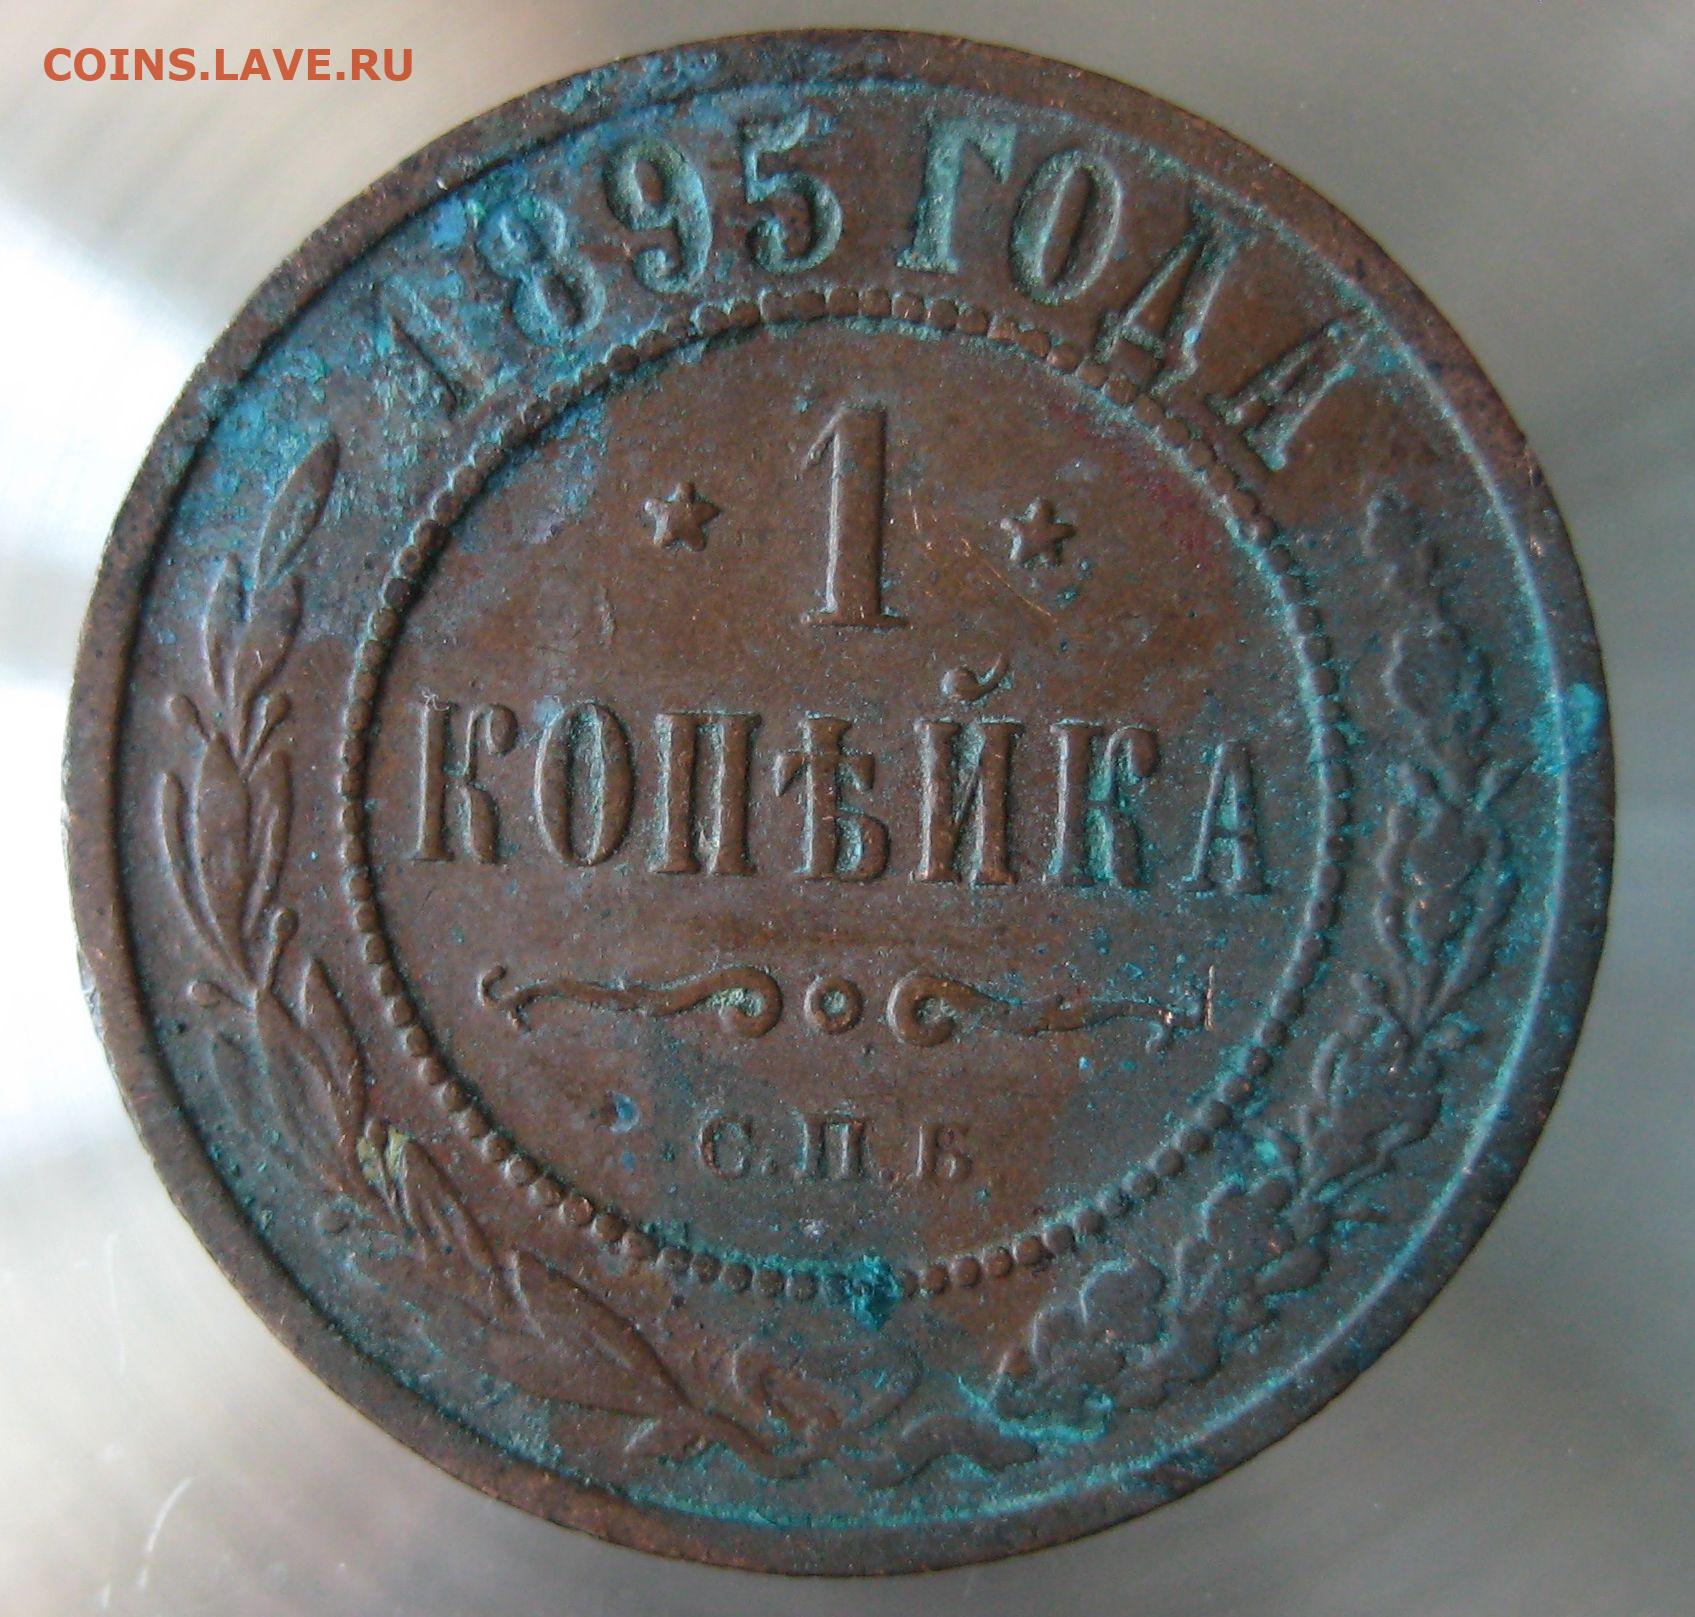 COINS.LAVE.RU
1895 ГОДА
1
КОПѢЙКА
С.П.Б